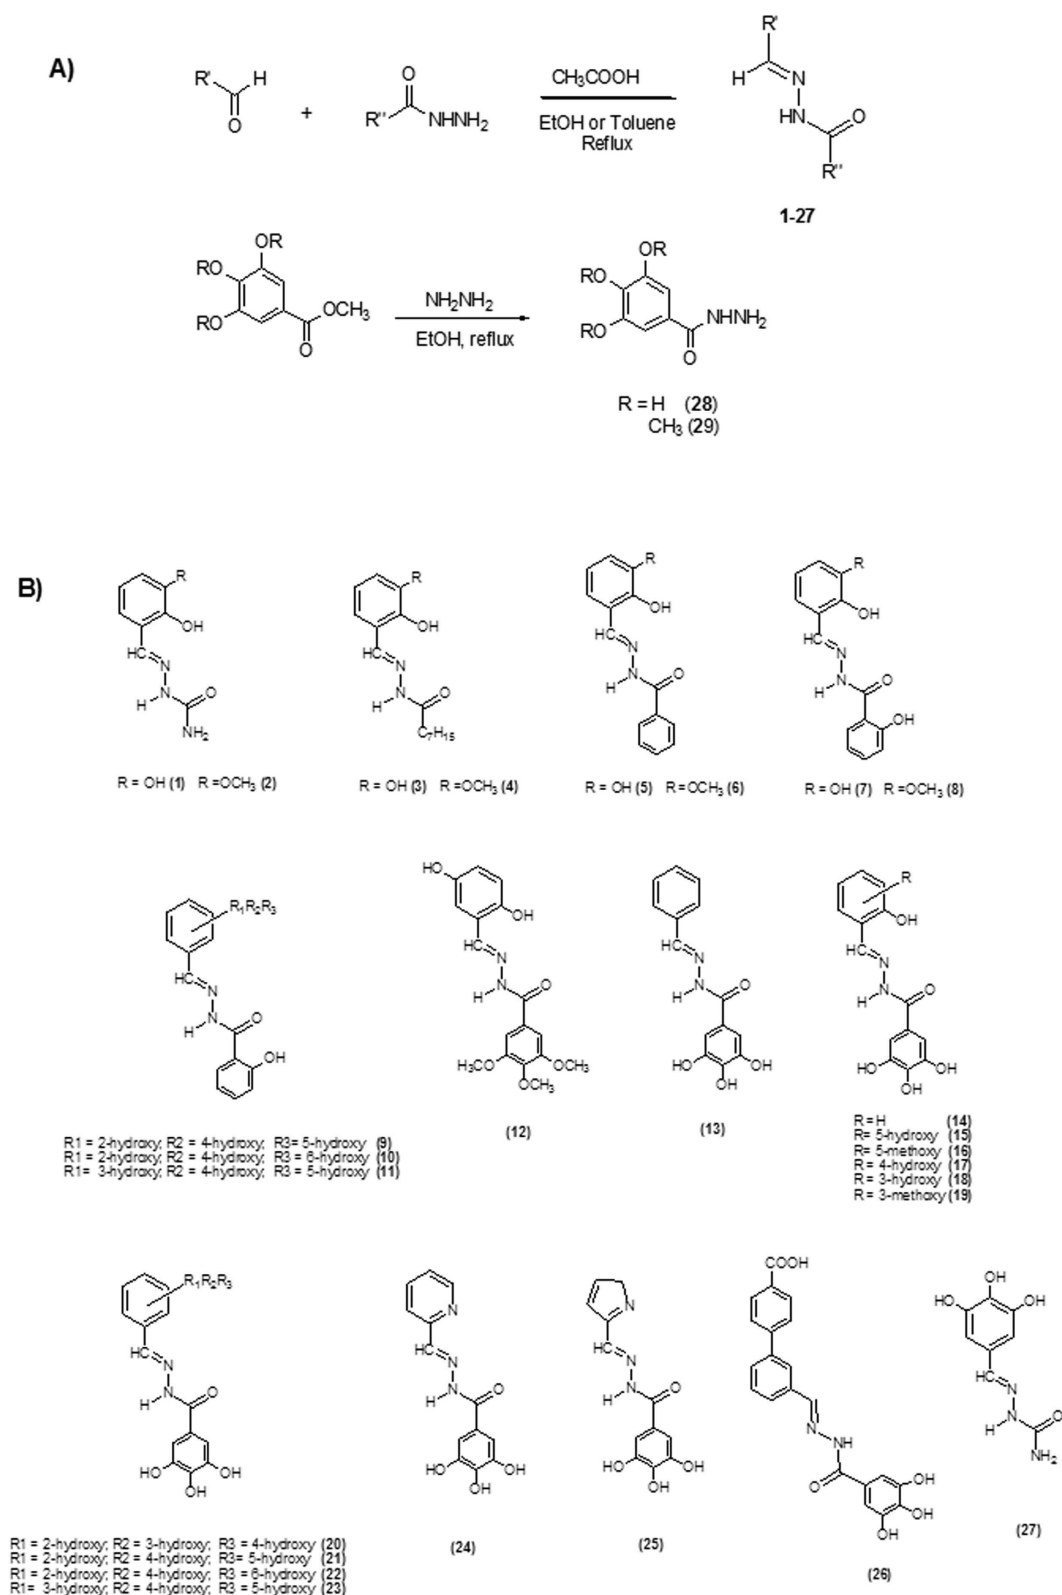 A)
R' H O
+
R'' O NHNH₂
CH₃COOH
EtOH or Toluene
Reflux
R'
H N
HN O
R''
1-27
OR
RO
RO OCH₃
O
NH₂NH₂
EtOH, reflux
OR
RO
RO NHNH₂
O
R = H (28)
CH₃ (29)
B)
R
OH
HC N
H N O
NH₂
R = OH (1) R =OCH₃ (2)
R
OH
HC N
H N O
C₇H₁₅
R = OH (3) R =OCH₃ (4)
R
OH
HC N
H N O
R = OH (5) R =OCH₃ (6)
R
OH
HC N
H N O
OH
R = OH (7) R =OCH₃ (8)
R₁R₂R₃
HC N
H N O
OH
R1 = 2-hydroxy; R2 = 4-hydroxy; R3= 5-hydroxy (9)
R1 = 2-hydroxy; R2 = 4-hydroxy; R3 = 6-hydroxy (10)
R1= 3-hydroxy; R2 = 4-hydroxy; R3 = 5-hydroxy (11)
HO
OH
HC N
H N O
H₃CO OCH₃
OCH₃
(12)
HC N
H N O
HO OH
OH
(13)
R
OH
HC N
H N O
HO OH
OH
R = H (14)
R= 5-hydroxy (15)
R= 5-methoxy (16)
R = 4-hydroxy (17)
R = 3-hydroxy (18)
R = 3-methoxy (19)
R₁R₂R₃
HC N
H N O
HO OH
OH
R1 = 2-hydroxy; R2 = 3-hydroxy; R3 = 4-hydroxy (20)
R1 = 2-hydroxy; R2 = 4-hydroxy; R3= 5-hydroxy (21)
R1 = 2-hydroxy; R2 = 4-hydroxy; R3 = 6-hydroxy (22)
R1= 3-hydroxy; R2 = 4-hydroxy; R3 = 5-hydroxy (23)
N
HC N
H N O
HO OH
OH
(24)
N
HC N
H N O
HO OH
OH
(25)
COOH
N NH
O OH
OH
OH
(26)
OH
HO OH
HC N
H N O
NH₂
(27)